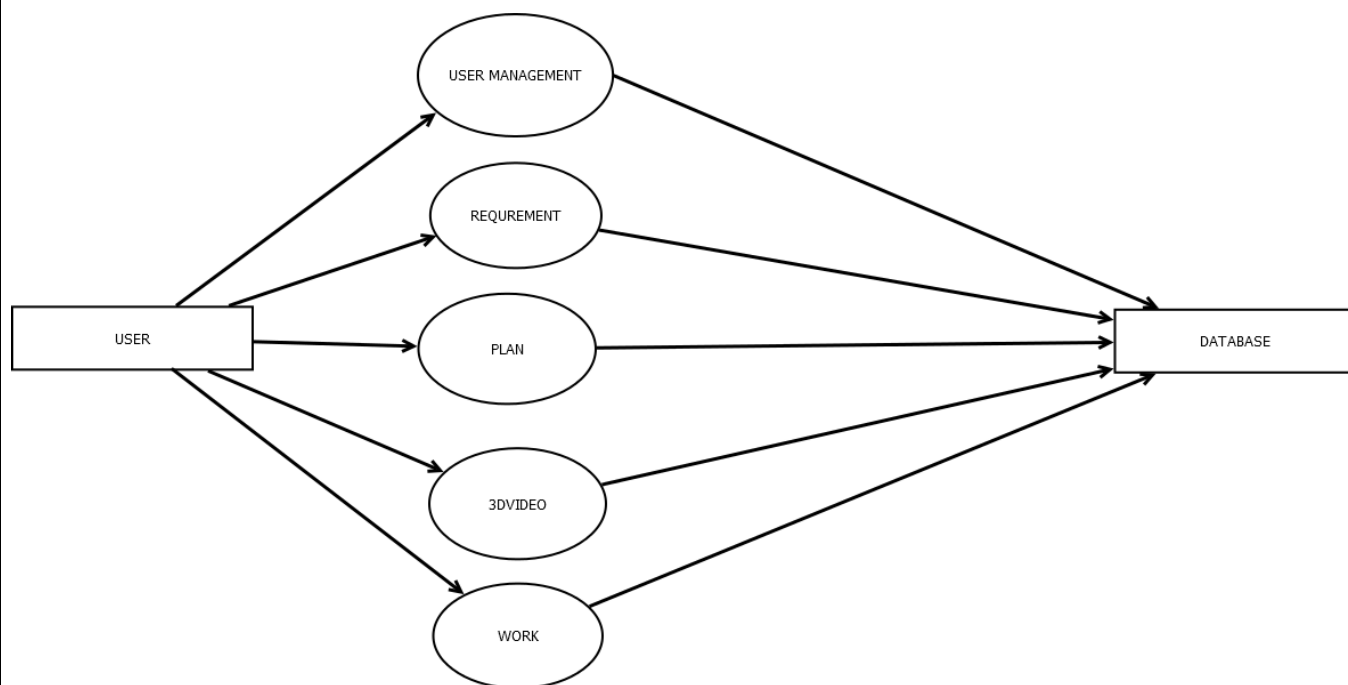 USER MANAGEMENT
REQUREMENT
USER
PLAN
DATABASE
3DVIDEO
WORK